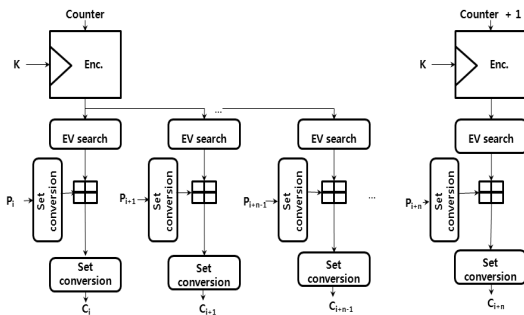 Counter
Counter + 1
K
Enc.
K
Enc.
...
EV search
EV search
EV search
EV search
Pi
Set conversion
Pi+1
Set conversion
Pi+n-1
Set conversion
...
Pi+n
Set conversion
Set
conversion
Set
conversion
Set
conversion
Set
conversion
Ci
Ci+1
Ci+n-1
Ci+n